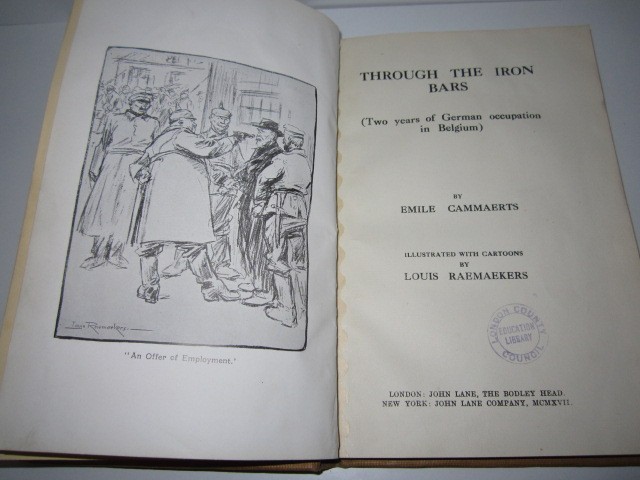 Louis Raemaekers
"An Offer of Employment."
THROUGH THE IRON
BARS
(Two years of German occupation
in Belgium)
BY
EMILE CAMMAERTS
ILLUSTRATED WITH CARTOONS
BY
LOUIS RAEMAEKERS
LONDON COUNTY
EDUCATION
LIBRARY
COUNCIL
LONDON: JOHN LANE, THE BODLEY HEAD.
NEW YORK: JOHN LANE COMPANY, MCMXVII.